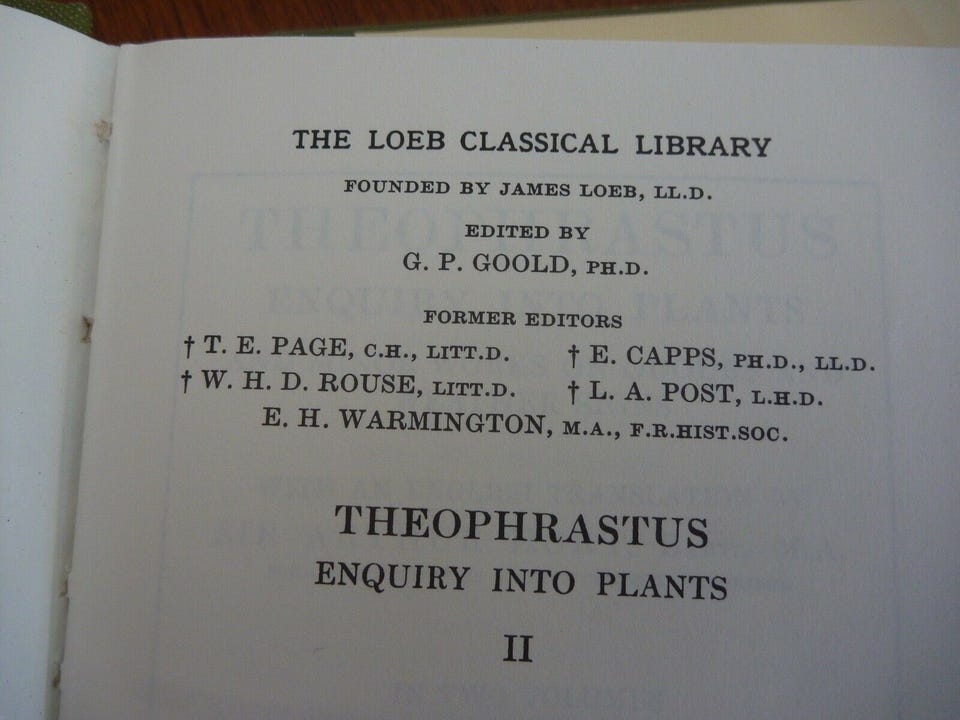 THE LOEB CLASSICAL LIBRARY
FOUNDED BY JAMES LOEB, LL.D.
EDITED BY
G. P. GOOLD, PH.D.
FORMER EDITORS
† T. E. PAGE, C.H., LITT.D. † E. CAPPS, PH.D., LL.D.
† W. H. D. ROUSE, LITT.D. † L. A. POST, L.H.D.
E. H. WARMINGTON, M.A., F.R.HIST.SOC.
THEOPHRASTUS
ENQUIRY INTO PLANTS
II